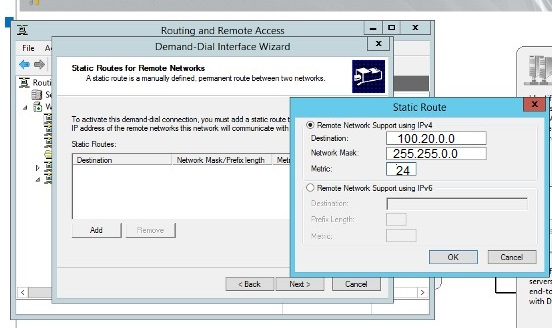 Routing and Remote Access
File
Demand-Dial Interface Wizard
Static Routes for Remote Networks
A static route is a manually defined, permanent route between two networks.
To activate this demand-dial connection, you must add a static route
IP address of the remote networks this network will communicate with
Static Routes:
Destination Network Mask/Prefix length
Add Remove
< Back Next > Cancel
Static Route
Remote Network Support using IPv4
Destination: 100.20.0.0
Network Mask: 255.255.0.0
Metric: 24
Remote Network Support using IPv6
Destination:
Prefix Length:
Metric:
OK Cancel
servers
end-to
with D